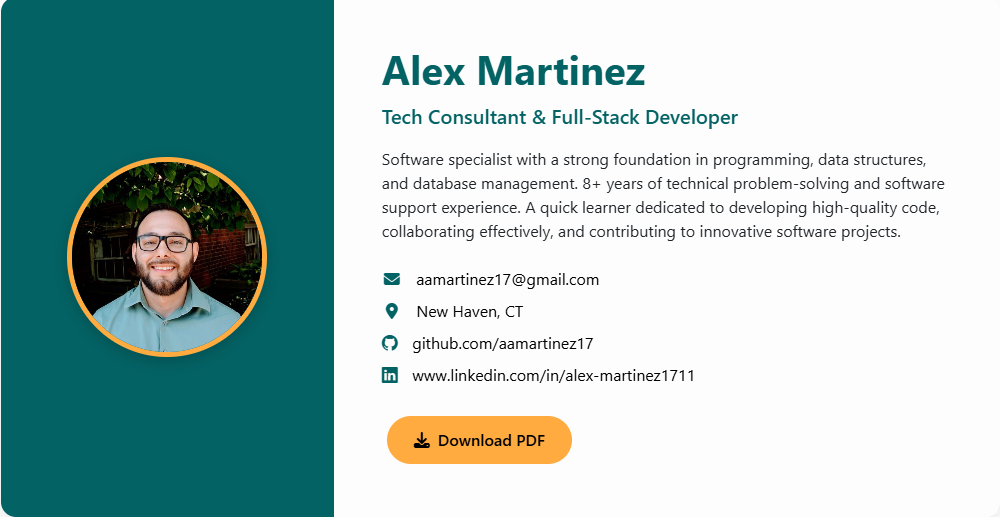 Alex Martinez
Tech Consultant & Full-Stack Developer
Software specialist with a strong foundation in programming, data structures,
and database management. 8+ years of technical problem-solving and software
support experience. A quick learner dedicated to developing high-quality code,
collaborating effectively, and contributing to innovative software projects.
aamartinez17@gmail.com
New Haven, CT
github.com/aamartinez17
www.linkedin.com/in/alex-martinez1711
Download PDF